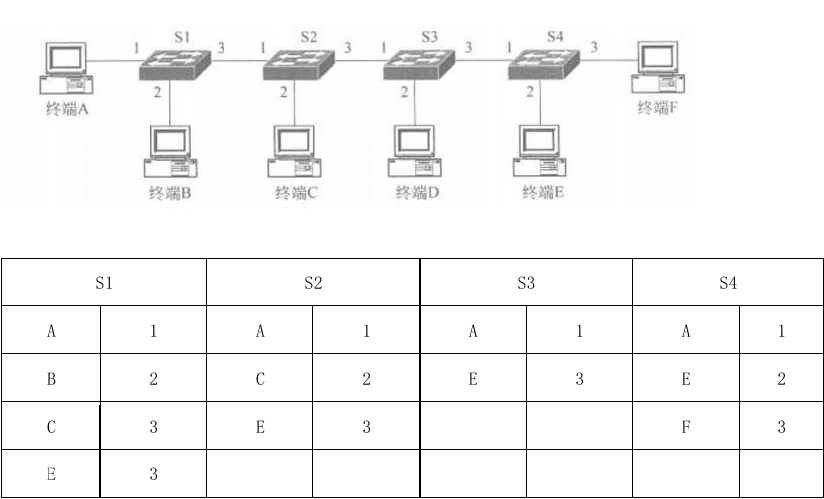 S1 S2 S3 S4
1 3 1 3 1 3 1 3
终端A 2 2 2 2 终端F
终端B 终端C 终端D 终端E
S1 S2 S3 S4
A 1 A 1 A 1 A 1
B 2 C 2 E 3 E 2
C 3 E 3 F 3
E 3